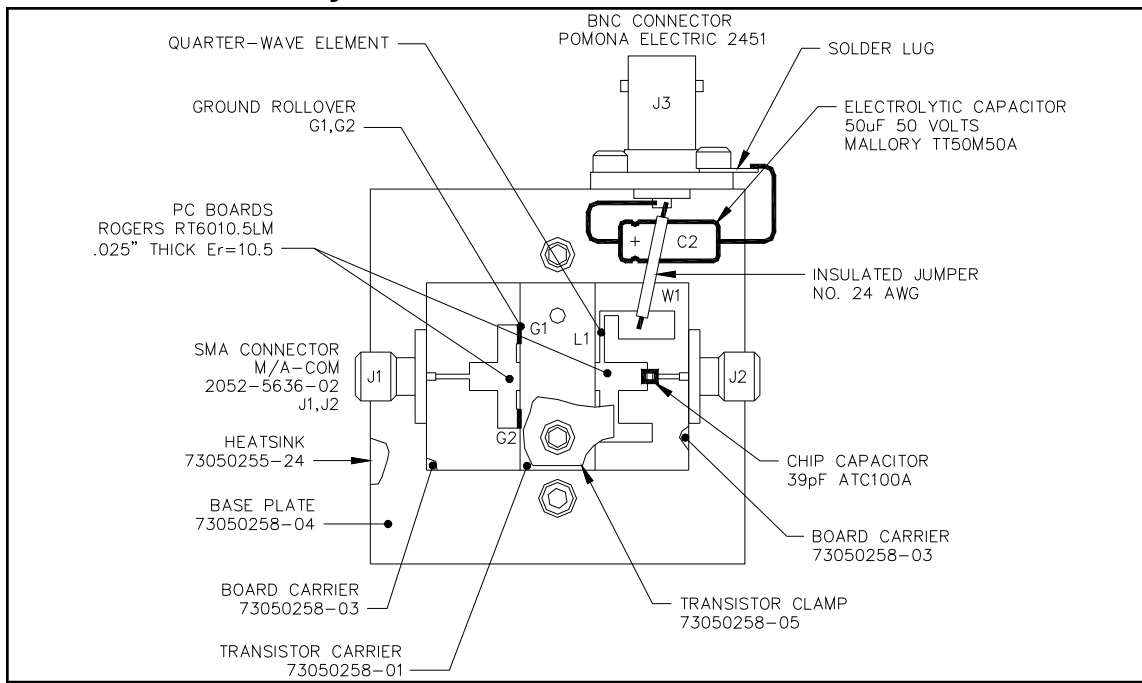 BNC CONNECTOR
POMONA ELECTRIC 2451
QUARTER-WAVE ELEMENT
SOLDER LUG
J3
GROUND ROLLOVER
G1,G2
ELECTROLYTIC CAPACITOR
50uF 50 VOLTS
MALLORY TT50M50A
PC BOARDS
ROGERS RT6010.5LM
.025" THICK Er=10.5
+
C2
INSULATED JUMPER
NO. 24 AWG
W1
G1
L1
SMA CONNECTOR
M/A-COM
2052-5636-02
J1,J2
J1
J2
G2
HEATSINK
73050255-24
CHIP CAPACITOR
39pF ATC100A
BASE PLATE
73050258-04
BOARD CARRIER
73050258-03
BOARD CARRIER
73050258-03
TRANSISTOR CLAMP
73050258-05
TRANSISTOR CARRIER
73050258-01